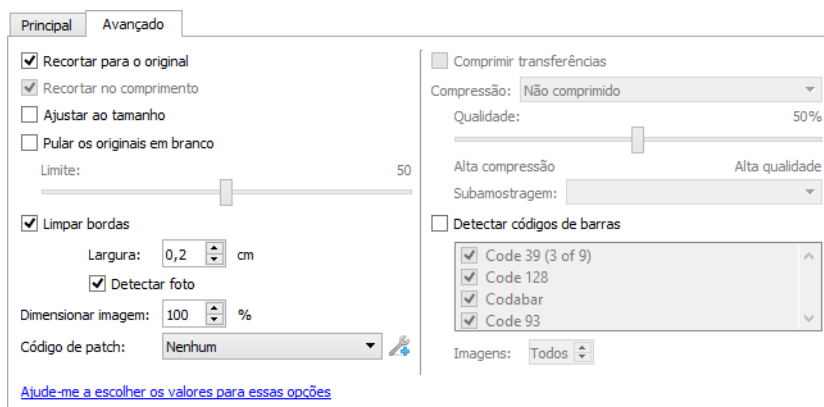 Principal
Avançado
Recortar para o original
Recortar no comprimento
Ajustar ao tamanho
Pular os originais em branco
Limite: 50
Limpar bordas
Largura: 0,2 cm
Detectar foto
Dimensionar imagem: 100 %
Código de patch: Nenhum
Ajude-me a escolher os valores para essas opções
Comprimir transferências
Compressão: Não comprimido
Qualidade: 50%
Alta compressão Alta qualidade
Subamostragem:
Detectar códigos de barras
Code 39 (3 of 9)
Code 128
Codabar
Code 93
Imagens: Todos